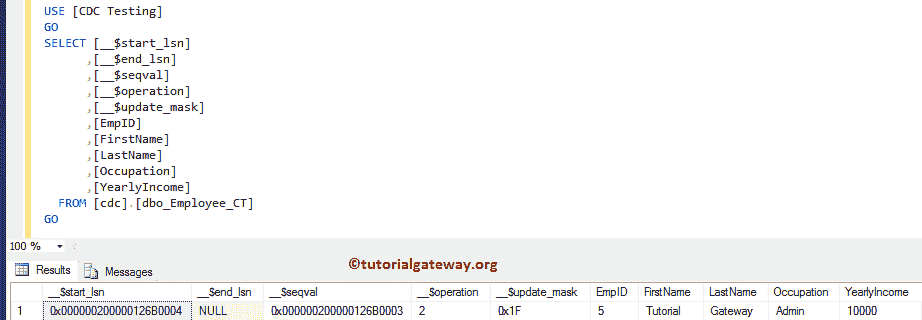 USE [CDC Testing]
GO
SELECT [__$start_lsn]
,[__$end_lsn]
,[__$seqval]
,[__$operation]
,[__$update_mask]
,[EmpID]
,[FirstName]
,[LastName]
,[Occupation]
,[YearlyIncome]
FROM [cdc].[dbo_Employee_CT]
GO
100 %
Results Messages
©tutorialgateway.org
__$start_lsn __$end_lsn __$seqval __$operation __$update_mask EmpID FirstName LastName Occupation YearlyIncome
1 0x000000200000126B0004 NULL 0x000000200000126B0003 2 0x1F 5 Tutorial Gateway Admin 10000